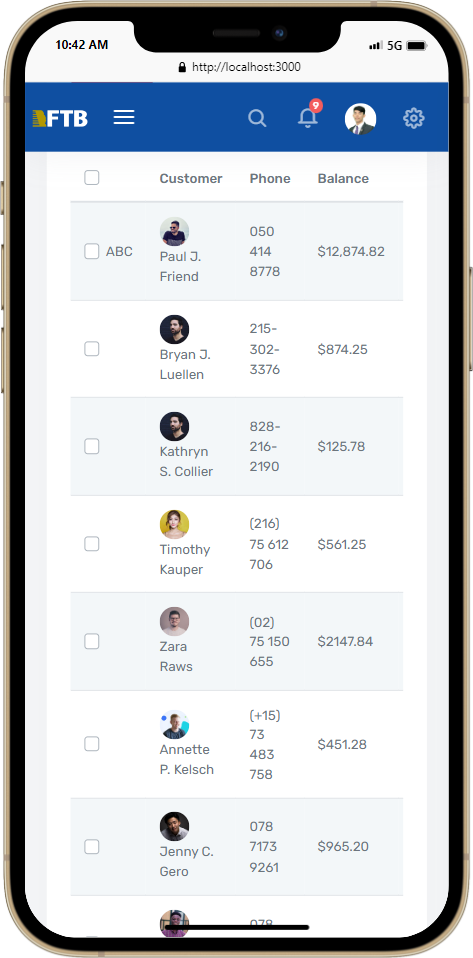 10:42 AM
5G
http://localhost:3000
FTB
9
Customer Phone Balance
ABC
Paul J.
Friend
050
414
8778
$12,874.82
Bryan J.
Luellen
215-
302-
3376
$874.25
Kathryn
S. Collier
828-
216-
2190
$125.78
Timothy
Kauper
(216)
75 612
706
$561.25
Zara
Raws
(02)
75 150
655
$2147.84
Annette
P. Kelsch
(+15)
73
483
758
$451.28
Jenny C.
Gero
078
7173
9261
$965.20
078